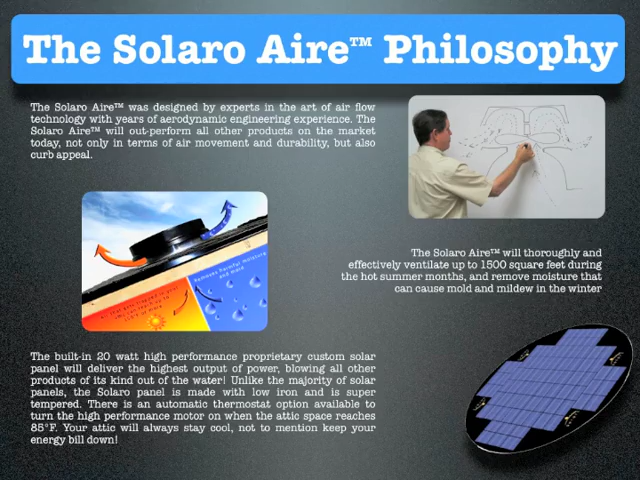 The Solaro Aire™ Philosophy
The Solaro Aire™ was designed by experts in the art of air flow
technology with years of aerodynamic engineering experience. The
Solaro Aire™ will out-perform all other products on the market
today, not only in terms of air movement and durability, but also
curb appeal.
Removes harmful moisture
and mold
The Solaro Aire™ will thoroughly and
effectively ventilate up to 1500 square feet during
the hot summer months, and remove moisture that
can cause mold and mildew in the winter
The built-in 20 watt high performance proprietary custom solar
panel will deliver the highest output of power, blowing all other
products of its kind out of the water! Unlike the majority of solar
panels, the Solaro panel is made with low iron and is super
tempered. There is an automatic thermostat option available to
turn the high performance motor on when the attic space reaches
85°F. Your attic will always stay cool, not to mention keep your
energy bill down!